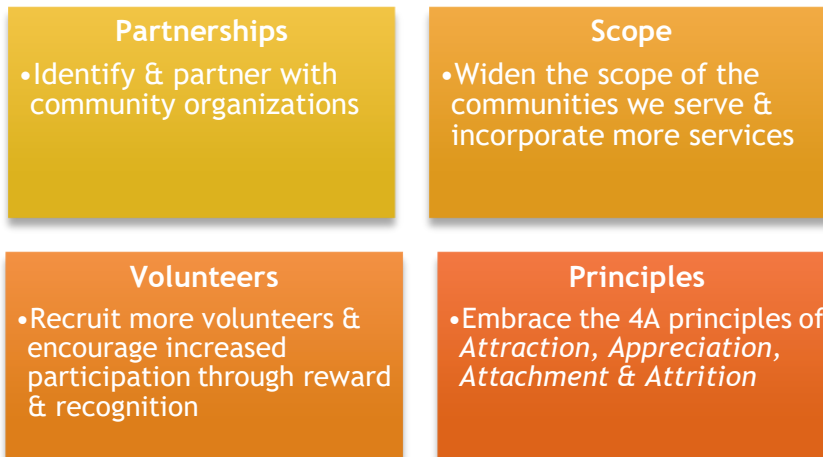 Partnerships
•Identify & partner with
community organizations
Scope
•Widen the scope of the
communities we serve &
incorporate more services
Volunteers
•Recruit more volunteers &
encourage increased
participation through reward
& recognition
Principles
•Embrace the 4A principles of
Attraction, Appreciation,
Attachment & Attrition